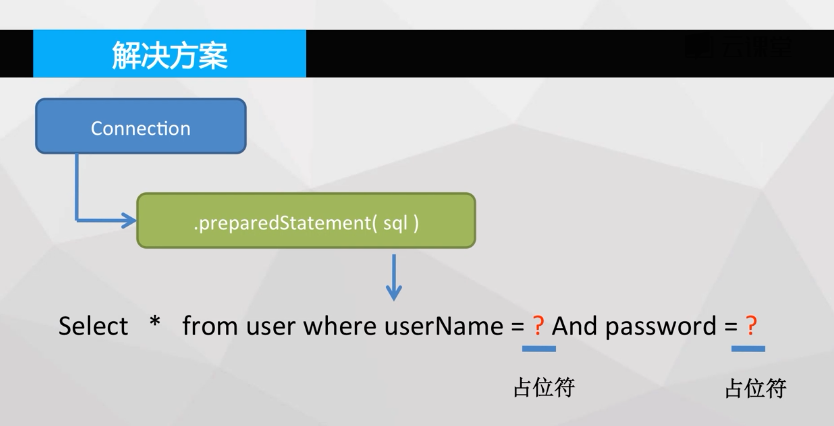 解决方案
Connection
.preparedStatement( sql )
Select * from user where userName = ? And password = ?
占位符 占位符